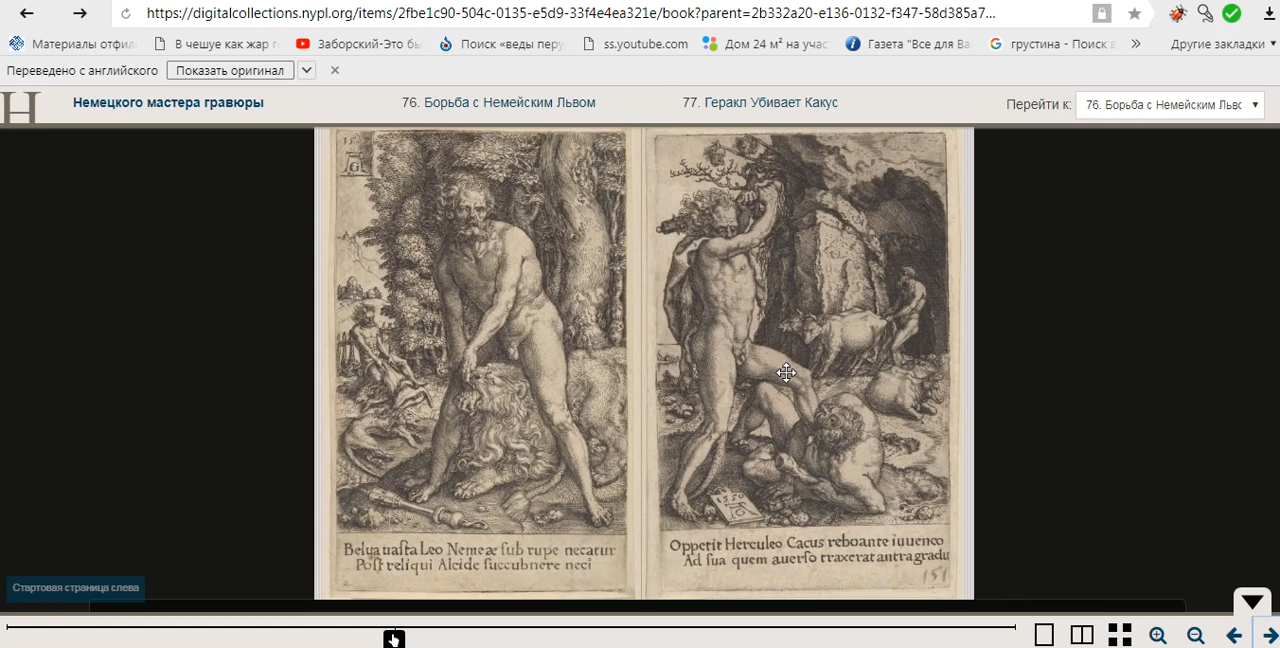 https://digitalcollections.nypl.org/items/2fbe1c90-504c-0135-e5d9-33f4e4ea321e/book?parent=2b332a20-e136-0132-f347-58d385a7...
Материалы отфил
В чешуе как жар г
Заборский-Это бы
Поиск «веды перу
ss.youtube.com
Дом 24 м² на учас
Газета "Все для Ва
грустина - Поиск в
»
Другие закладки
Переведено с английского
Показать оригинал
H
Немецкого мастера гравюры
76. Борьба с Немейским Львом
77. Геракл Убивает Какус
Перейти к:
76. Борьба с Немейским Льво
15
AG
1550
Belua uasta Leo Nemeæ sub rupe necatur
Post reliqui Alcide succubuere neci
Oppetit Herculeo Cacus reboante iuuenco
Ad sua quem auerso traxerat antra gradu
151
Стартовая страница слева